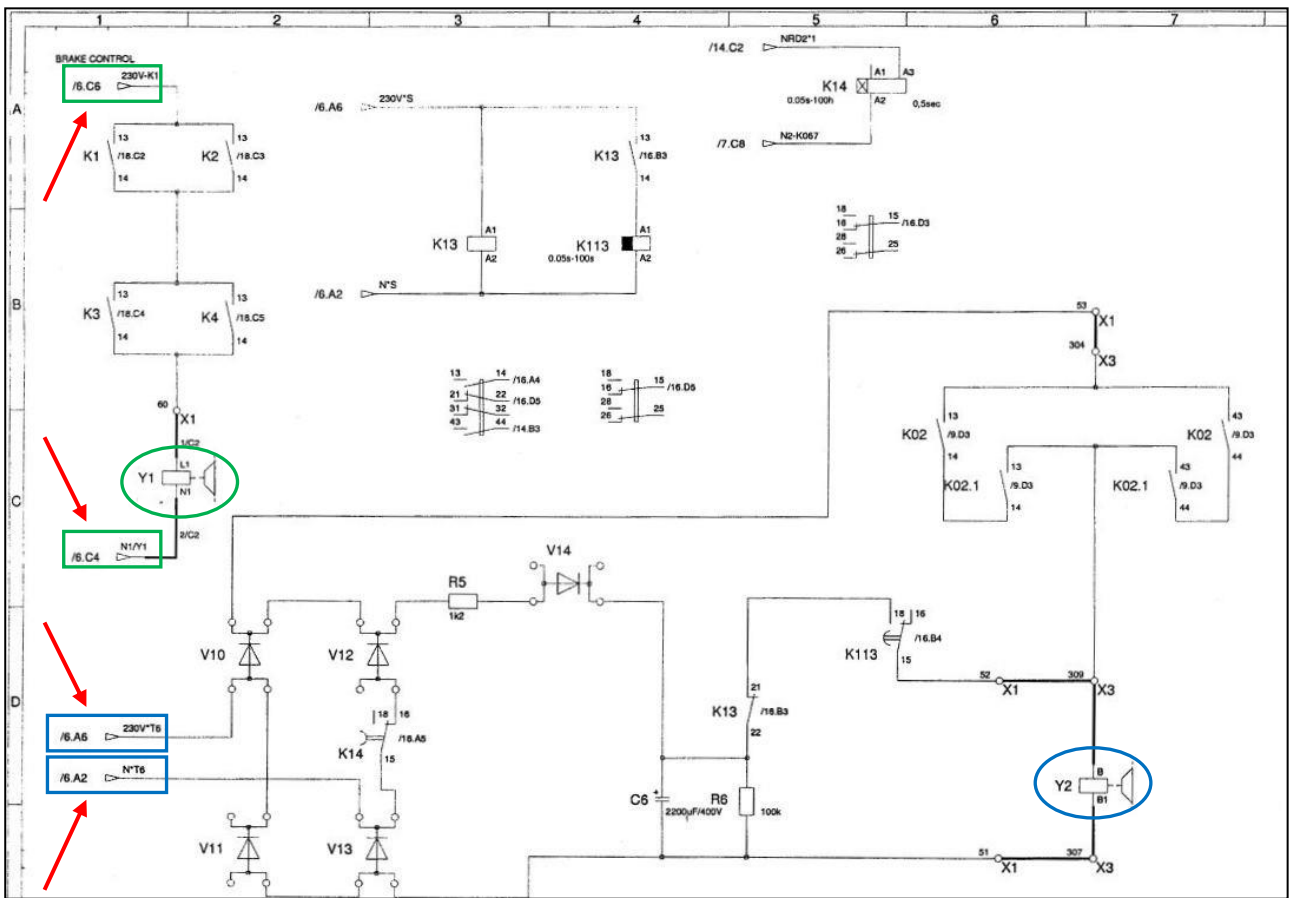 1 2 3 4 5 6 7
BRAKE CONTROL
/6.C6 230V-K1
/14.C2 NRD2*1
A1 A3
K14
A2
0.05s-100h 0,5sec
A
/6.A6 230V*S
/7.C8 N2-K067
13 13 13
K1 /18.C2 K2 /18.C3 K13 /16.B3
14 14 14
18
16 15 /16.D3
28
26 25
A1 A1
K13 K113
A2 A2
0.05s-100s
/6.A2 N*S
B
13 13
K3 /18.C4 K4 /18.C5
14 14
53 X1
304 X3
13 14 /16.A4
21 22 /16.D5
31 32
43 44 /14.B3
18
16 15 /16.D5
28
26 25
60 X1
1/C2
13 43
K02 /9.D3 K02 /9.D3
14 44
13 43
K02.1 /9.D3 K02.1 /9.D3
14 44
Y1 L1
N1
C
2/C2
/6.C4 N1/Y1
V14
R5
1k2
V10 V12
18 16
K113 /16.B4
15
52 X1 309 X3
D
21
K13 /16.B3
22
/6.A6 230V*T6
18 16
K14 /16.A5
15
/6.A2 N*T6
Y2 B
B1
C6 + R6
2200µF/400V 100k
V11 V13
51 X1 307 X3